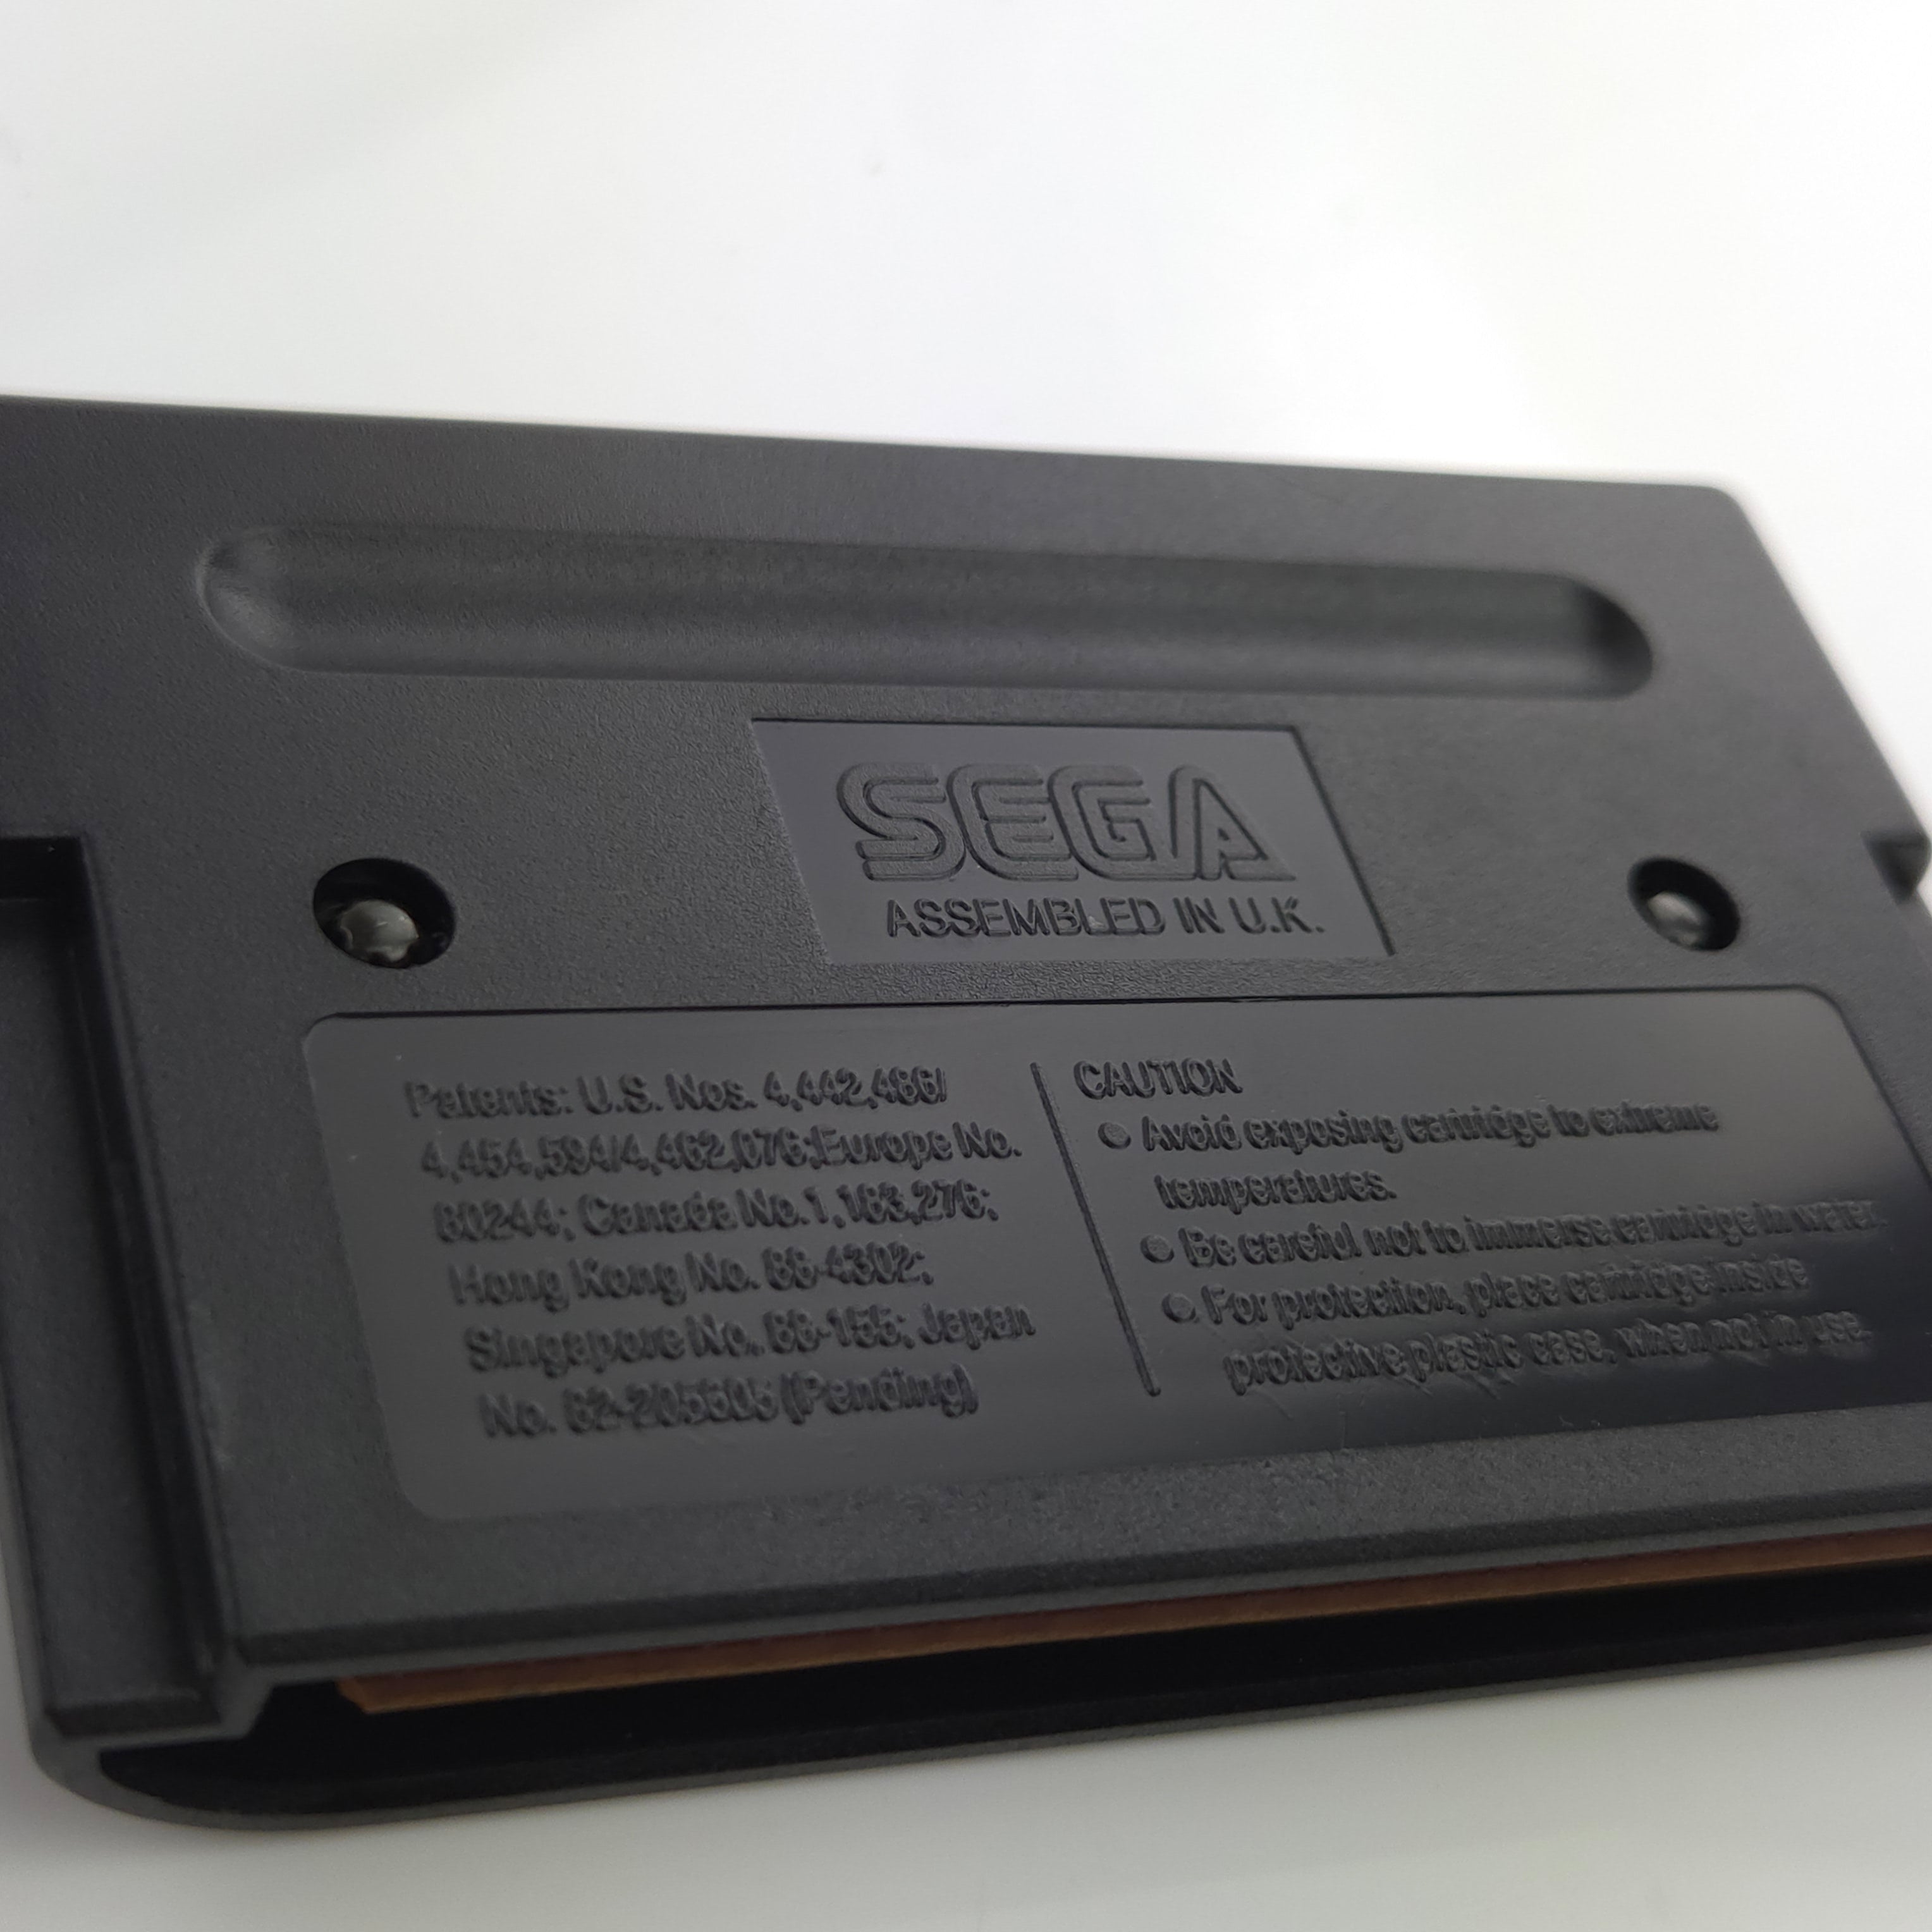 SEGA
ASSEMBLED IN U.K.
Patents: U.S. Nos. 4,442,486/
4,454,594/4,462,076;Europe No.
80244; Canada No.1,183,276;
Hong Kong No. 88-4302;
Singapore No. 88-155; Japan
No. 82-205605 (Pending)
CAUTION
● Avoid exposing cartridge to extreme
temperatures.
● Be careful not to immerse cartridge in water.
● For protection, place cartridge inside
protective plastic case, when not in use.